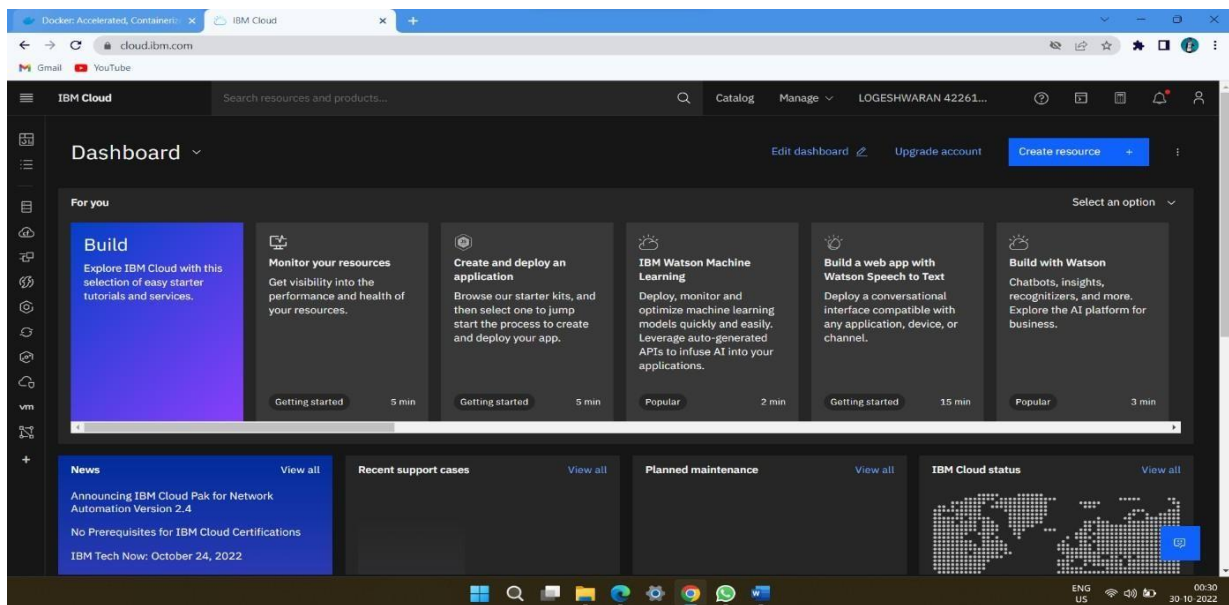 Docker: Accelerated, Containeriz
IBM Cloud
cloud.ibm.com
Gmail
YouTube
IBM Cloud
Search resources and products...
Catalog
Manage
LOGESHWARAN 42261...
Dashboard
Edit dashboard
Upgrade account
Create resource +
For you
Select an option
Build
Explore IBM Cloud with this
selection of easy starter
tutorials and services.
Monitor your resources
Get visibility into the
performance and health of
your resources.
Getting started
5 min
Create and deploy an
application
Browse our starter kits, and
then select one to jump
start the process to create
and deploy your app.
Getting started
5 min
IBM Watson Machine
Learning
Deploy, monitor and
optimize machine learning
models quickly and easily.
Leverage auto-generated
APIs to infuse AI into your
applications.
Popular
2 min
Build a web app with
Watson Speech to Text
Deploy a conversational
interface compatible with
any application, device, or
channel.
Getting started
15 min
Build with Watson
Chatbots, insights,
recognitizers, and more.
Explore the AI platform for
business.
Popular
3 min
vm
News
View all
Announcing IBM Cloud Pak for Network
Automation Version 2.4
No Prerequisites for IBM Cloud Certifications
IBM Tech Now: October 24, 2022
Recent support cases
View all
Planned maintenance
View all
IBM Cloud status
View all
ENG
US
00:30
30-10-2022